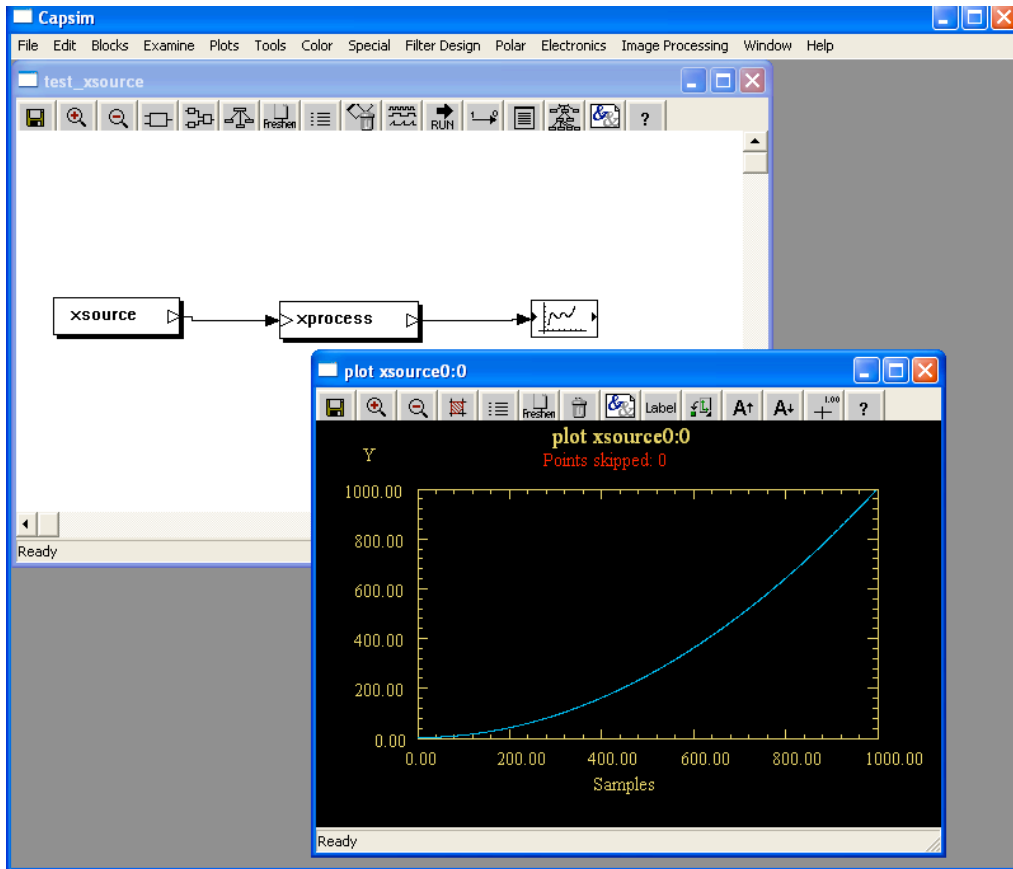 Capsim
File Edit Blocks Examine Plots Tools Color Special Filter Design Polar Electronics Image Processing Window Help
test_xsource
Freshen RUN ?
xsource
xprocess
plot xsource0:0
Freshen && Label A A 1.00 ?
plot xsource0:0
Y
Points skipped: 0
1000.00
800.00
600.00
400.00
200.00
0.00
0.00 200.00 400.00 600.00 800.00 1000.00
Samples
Ready
Ready